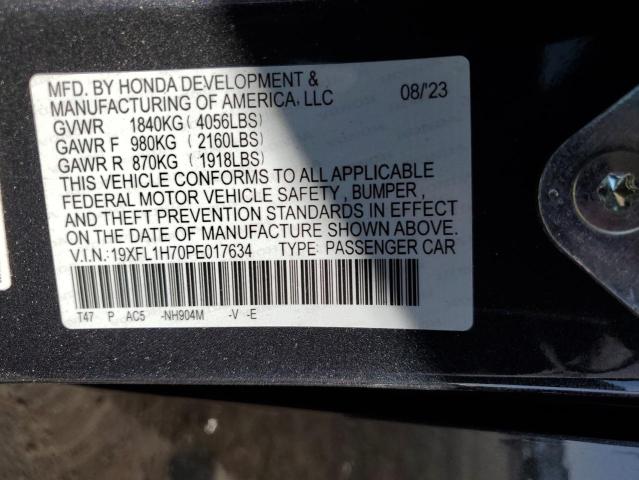 MFD. BY HONDA DEVELOPMENT &
MANUFACTURING OF AMERICA, LLC 08/'23
GVWR 1840KG (4056LBS)
GAWR F 980KG (2160LBS)
GAWR R 870KG (1918LBS)
THIS VEHICLE CONFORMS TO ALL APPLICABLE
FEDERAL MOTOR VEHICLE SAFETY , BUMPER ,
AND THEFT PREVENTION STANDARDS IN EFFECT
ON THE DATE OF MANUFACTURE SHOWN ABOVE.
V.I.N.:19XFL1H70PE017634 TYPE: PASSENGER CAR
T47 P AC5 -NH904M -V -E